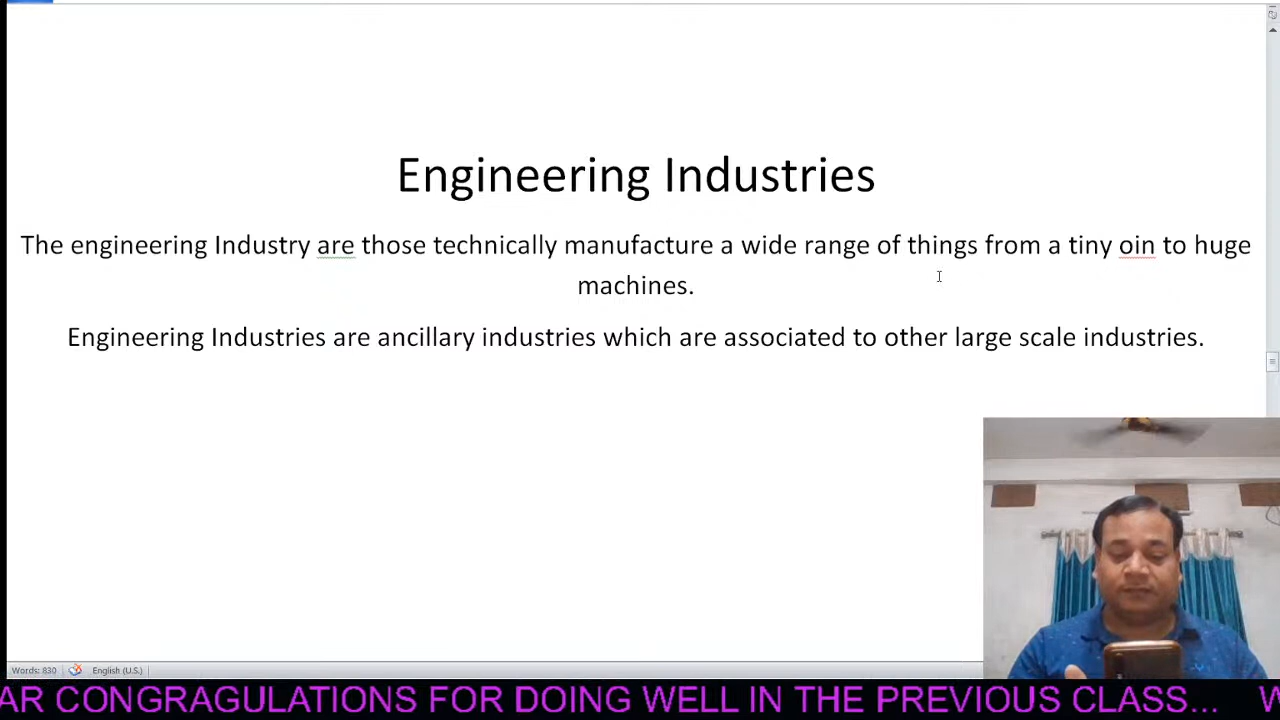 Engineering Industries
The engineering Industry are those technically manufacture a wide range of things from a tiny oin to huge
machines.
Engineering Industries are ancillary industries which are associated to other large scale industries.
Words: 830 English (U.S.)
AR CONGRAGULATIONS FOR DOING WELL IN THE PREVIOUS CLASS... W